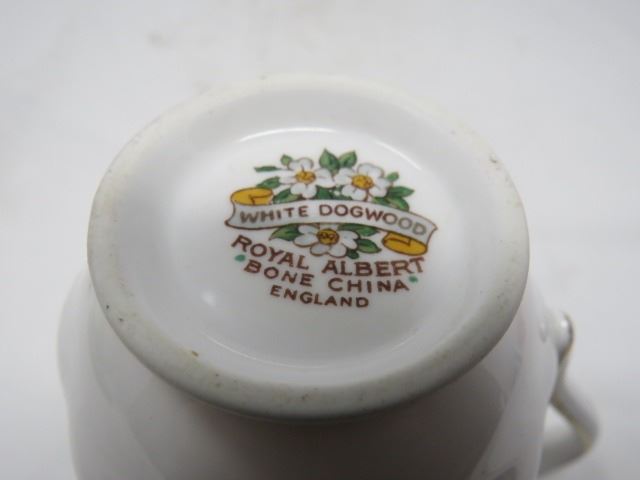 WHITE DOGWOOD
ROYAL ALBERT
BONE CHINA
ENGLAND